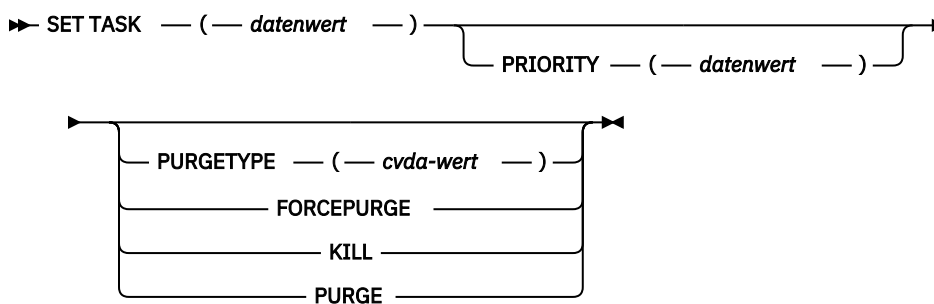 SET TASK ( datenwert )
PRIORITY ( datenwert )
PURGETYPE ( cvda-wert )
FORCEPURGE
KILL
PURGE